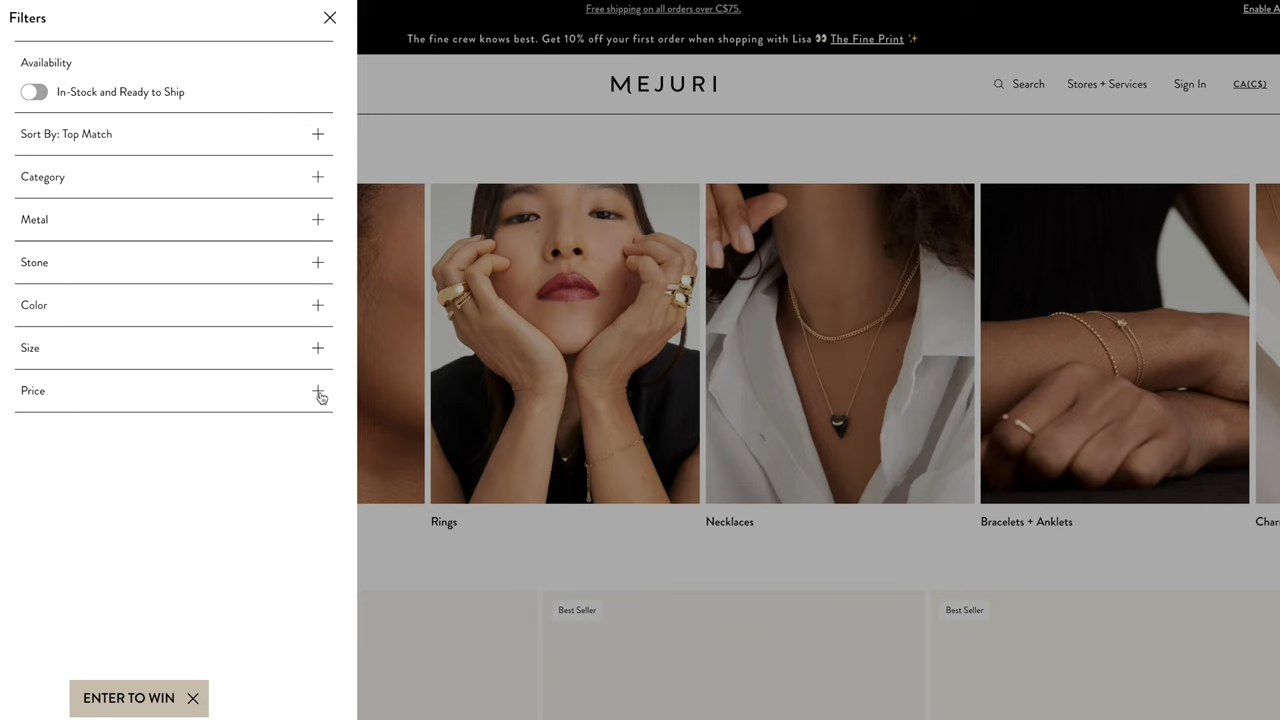 Filters
Availability
In-Stock and Ready to Ship
Sort By: Top Match
Category
Metal
Stone
Color
Size
Price
ENTER TO WIN
Free shipping on all orders over C$75.
Enable A
The fine crew knows best. Get 10% off your first order when shopping with Lisa 👀 The Fine Print ✨
MEJURI
Search
Stores + Services
Sign In
CA(C$)
Rings
Necklaces
Bracelets + Anklets
Char
Best Seller
Best Seller